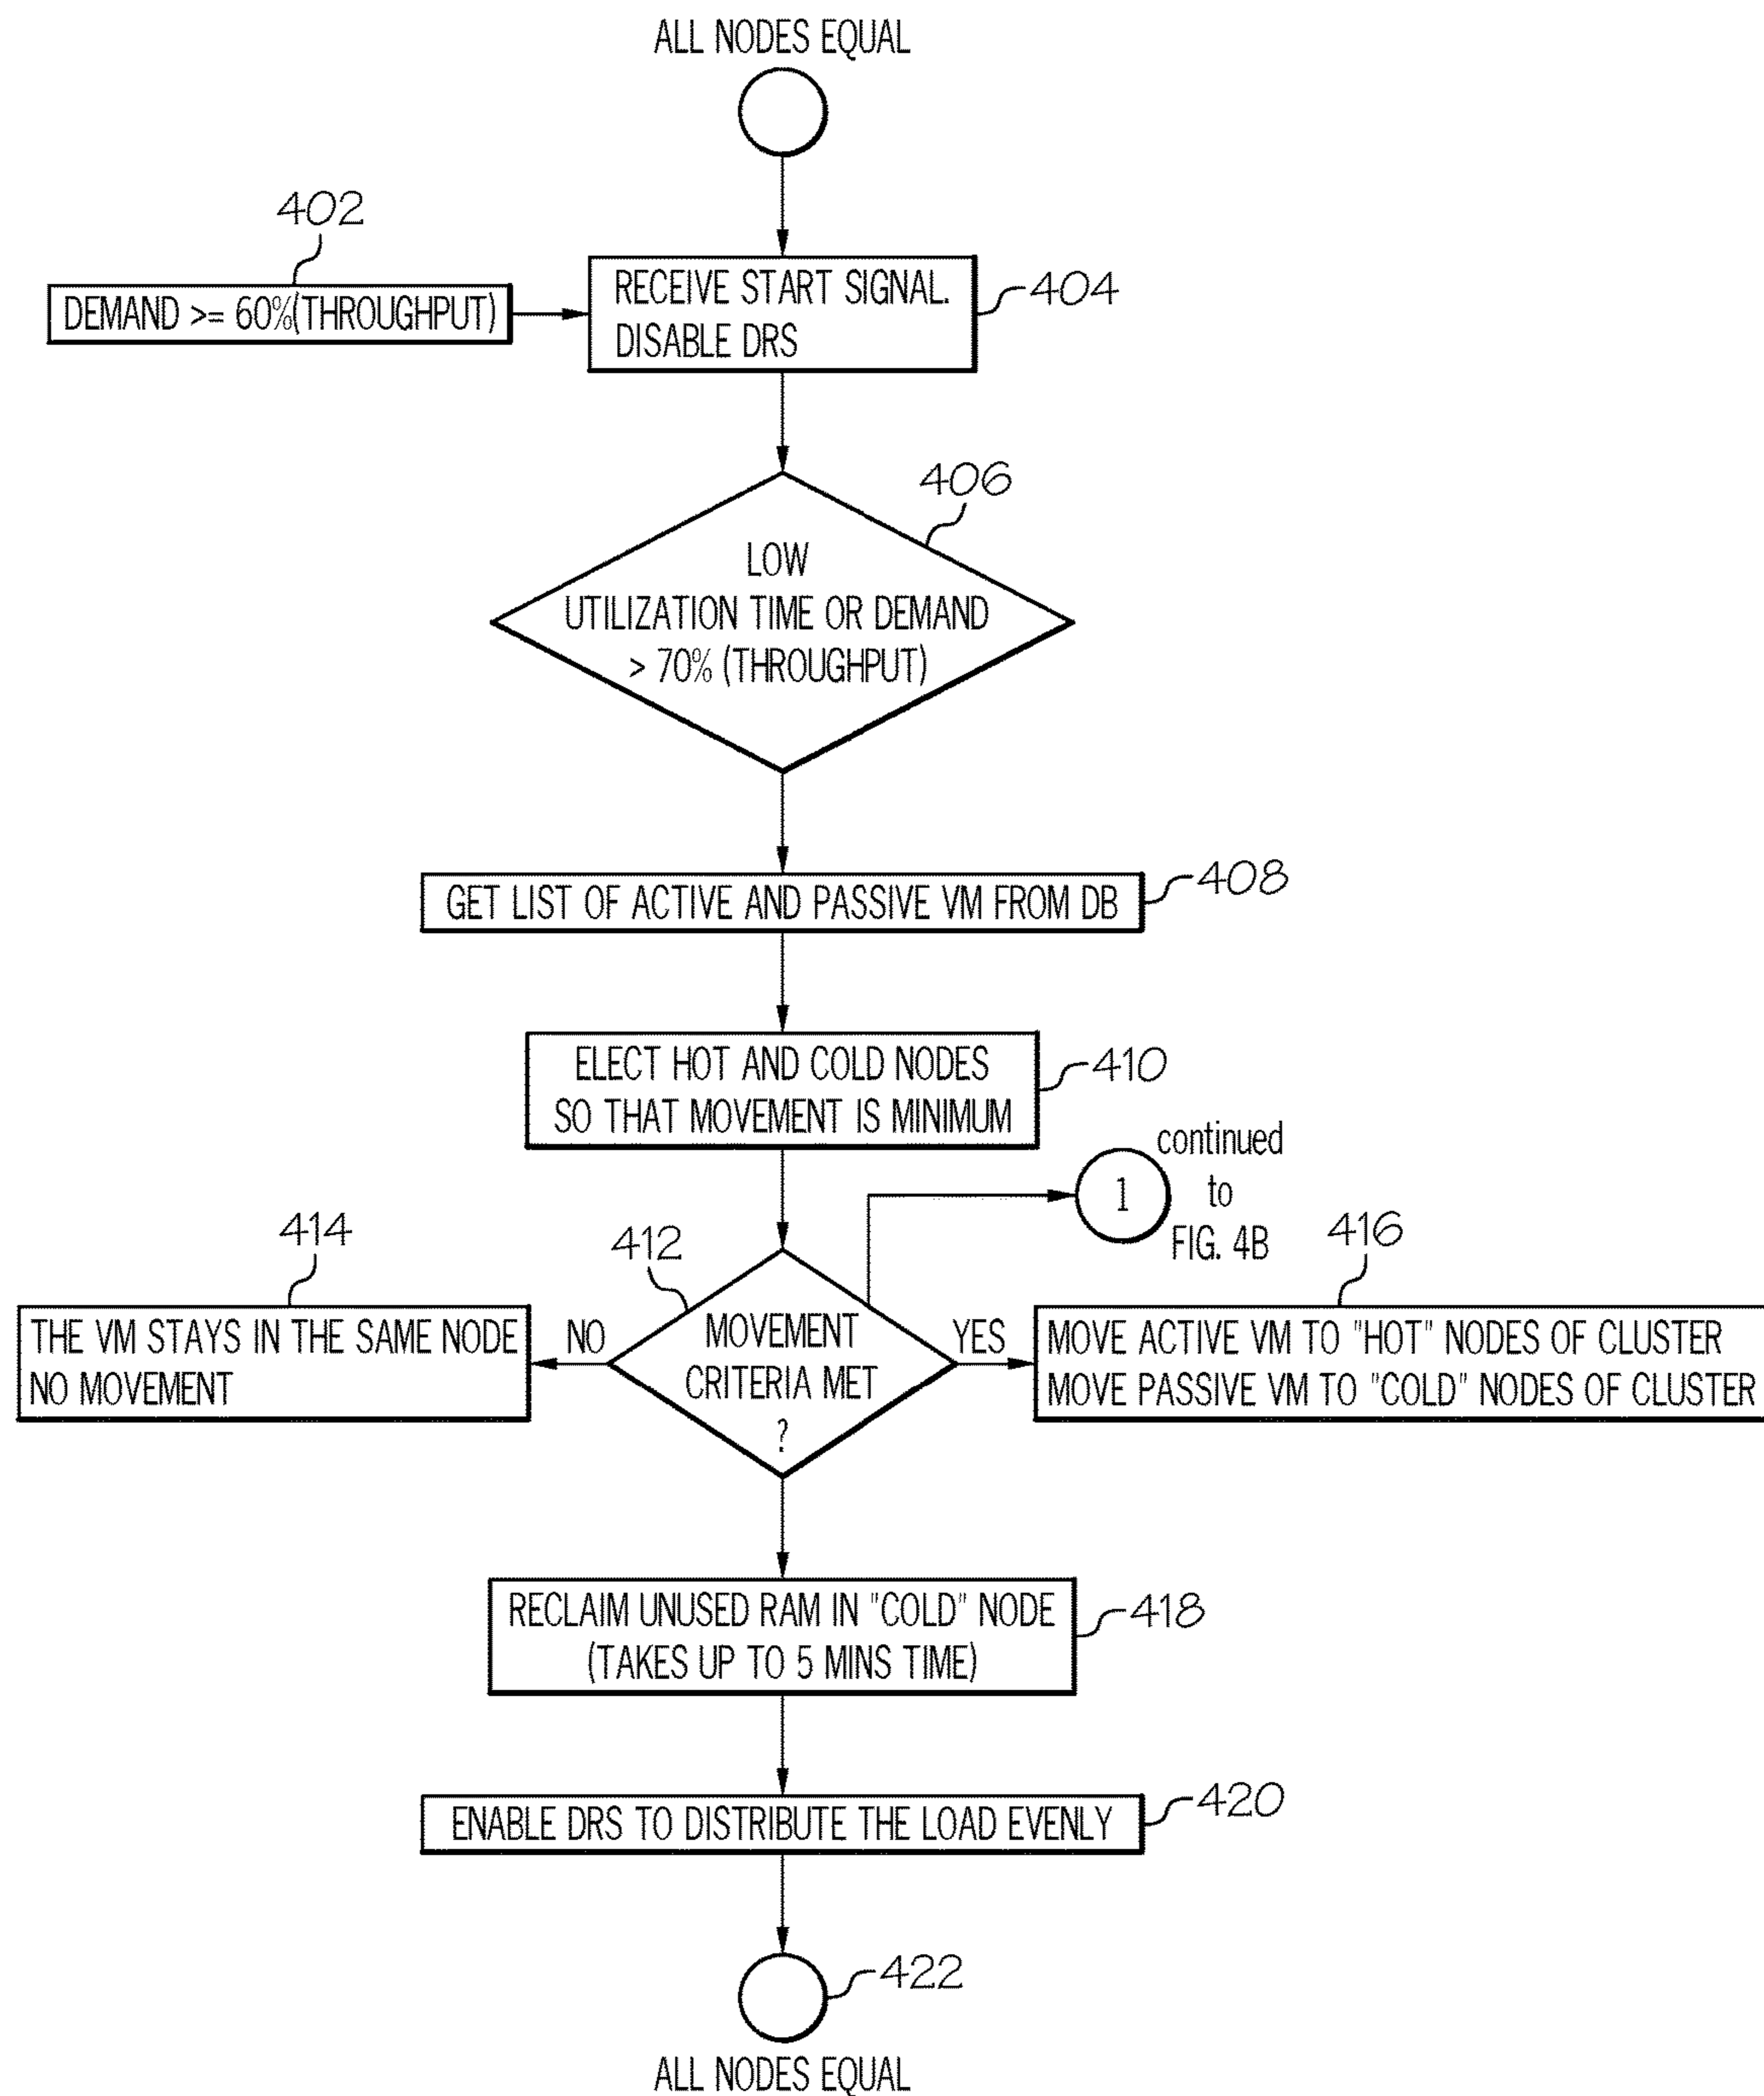 ALL NODES EQUAL
402
DEMAND >= 60%(THROUGHPUT)
RECEIVE START SIGNAL.
DISABLE DRS
404
406
LOW
UTILIZATION TIME OR DEMAND
> 70% (THROUGHPUT)
GET LIST OF ACTIVE AND PASSIVE VM FROM DB
408
ELECT HOT AND COLD NODES
SO THAT MOVEMENT IS MINIMUM
410
1
continued
to
FIG. 4B
414
THE VM STAYS IN THE SAME NODE
NO MOVEMENT
NO
412
MOVEMENT
CRITERIA MET
?
YES
416
MOVE ACTIVE VM TO "HOT" NODES OF CLUSTER
MOVE PASSIVE VM TO "COLD" NODES OF CLUSTER
RECLAIM UNUSED RAM IN "COLD" NODE
(TAKES UP TO 5 MINS TIME)
418
ENABLE DRS TO DISTRIBUTE THE LOAD EVENLY
420
422
ALL NODES EQUAL